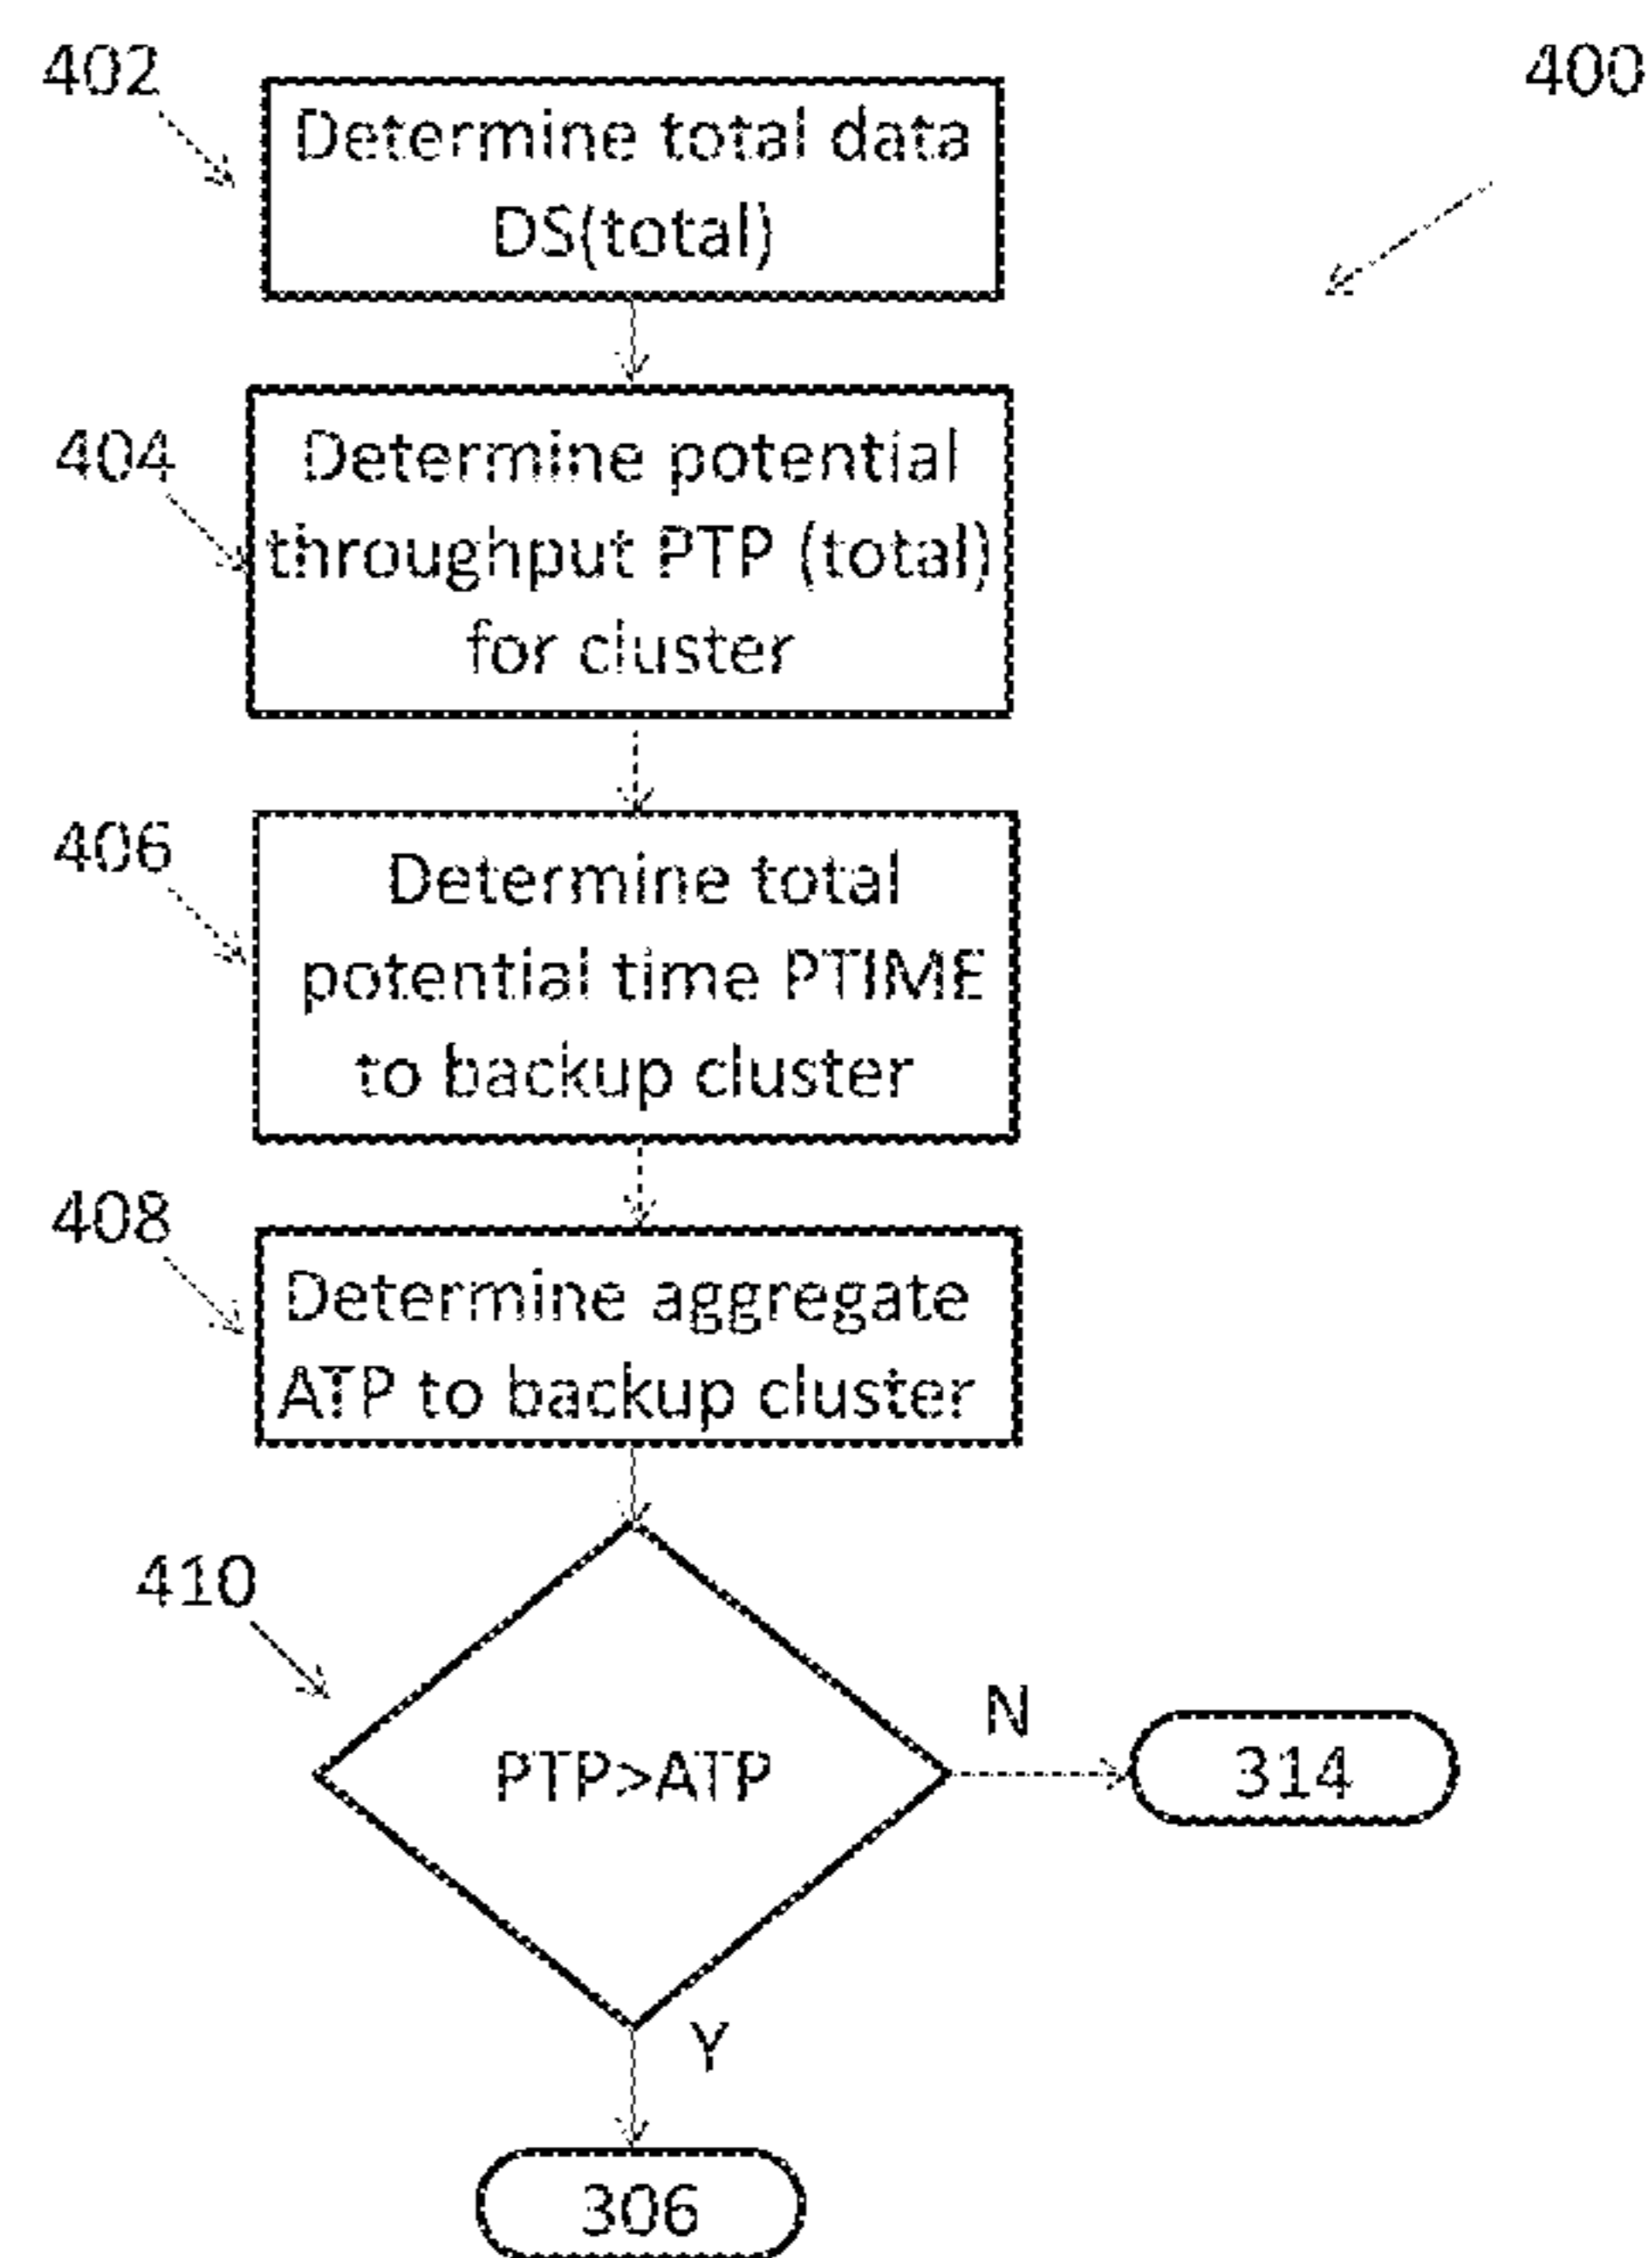 402
400
Determine total data
DS(total)
404
Determine potential
throughput PTP (total)
for cluster
406
Determine total
potential time PTIME
to backup cluster
408
Determine aggregate
ATP to backup cluster
410
PTP>ATP
N
314
Y
306